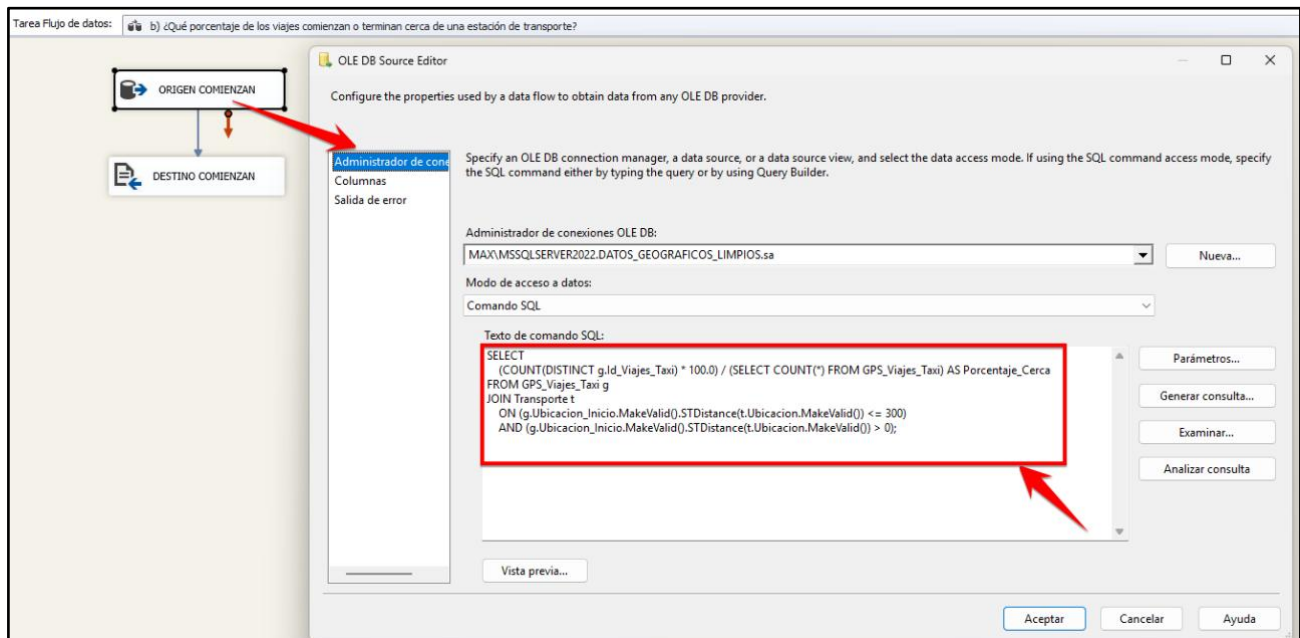 Tarea Flujo de datos: b) ¿Qué porcentaje de los viajes comienzan o terminan cerca de una estación de transporte?
ORIGEN COMIENZAN
DESTINO COMIENZAN
OLE DB Source Editor
Configure the properties used by a data flow to obtain data from any OLE DB provider.
Administrador de cone
Columnas
Salida de error
Specify an OLE DB connection manager, a data source, or a data source view, and select the data access mode. If using the SQL command access mode, specify
the SQL command either by typing the query or by using Query Builder.
Administrador de conexiones OLE DB:
MAX\MSSQLSERVER2022.DATOS_GEOGRAFICOS_LIMPIOS.sa
Nueva...
Modo de acceso a datos:
Comando SQL
Texto de comando SQL:
SELECT
(COUNT(DISTINCT g.Id_Viajes_Taxi) * 100.0) / (SELECT COUNT(*) FROM GPS_Viajes_Taxi) AS Porcentaje_Cerca
FROM GPS_Viajes_Taxi g
JOIN Transporte t
ON (g.Ubicacion_Inicio.MakeValid().STDistance(t.Ubicacion.MakeValid()) <= 300)
AND (g.Ubicacion_Inicio.MakeValid().STDistance(t.Ubicacion.MakeValid()) > 0);
Parámetros...
Generar consulta...
Examinar...
Analizar consulta
Vista previa...
Aceptar
Cancelar
Ayuda